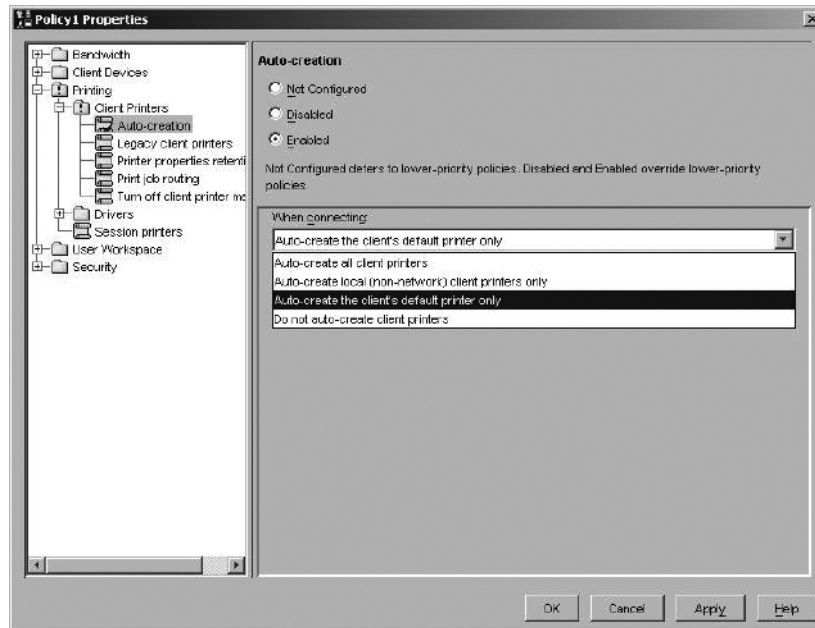 Policy1 Properties
Bandwidth
Client Devices
Printing
Client Printers
Auto-creation
Legacy client printers
Printer properties retenti
Print job routing
Turn off client printer ma
Drivers
Session printers
User Workspace
Security
Auto-creation
Not Configured
Disabled
Enabled
Not Configured defers to lower-priority policies. Disabled and Enabled override lower-priority
policies.
When connecting:
Auto-create the client's default printer only
Auto-create all client printers
Auto-create local (non-network) client printers only
Auto-create the client's default printer only
Do not auto-create client printers
OK
Cancel
Apply
Help